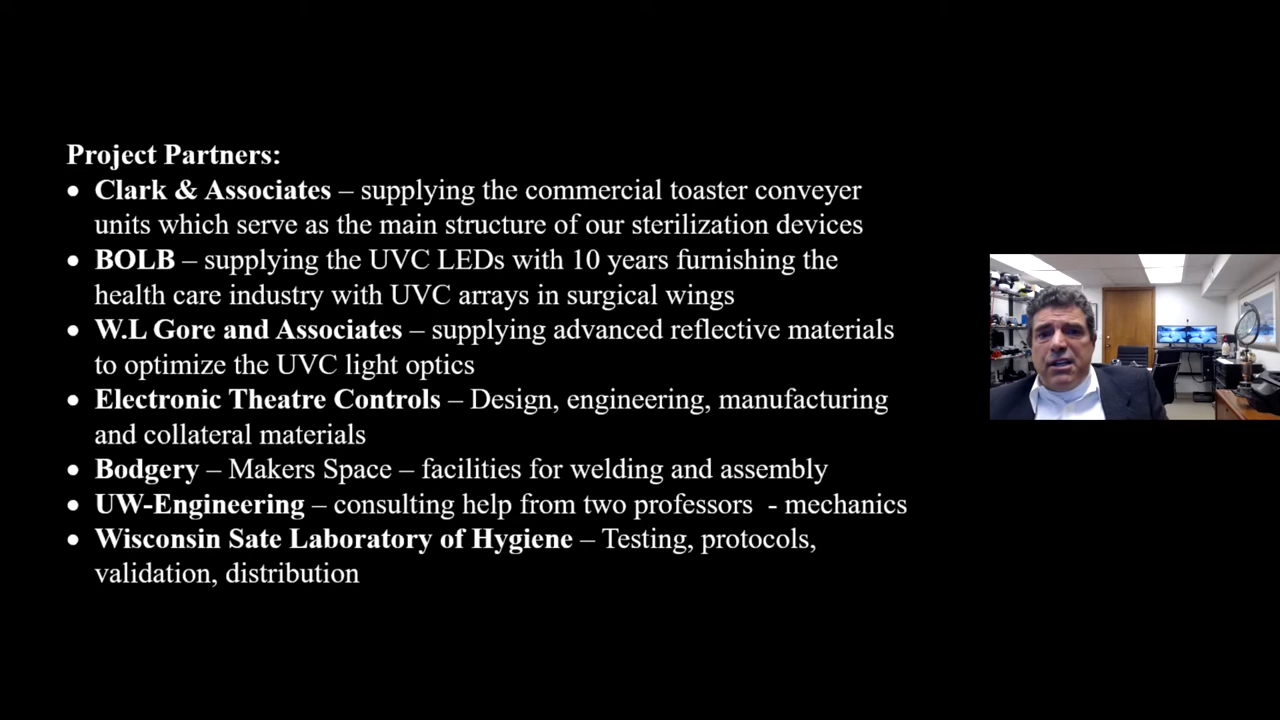 Project Partners:
• Clark & Associates – supplying the commercial toaster conveyer
units which serve as the main structure of our sterilization devices
• BOLB – supplying the UVC LEDs with 10 years furnishing the
health care industry with UVC arrays in surgical wings
• W.L Gore and Associates – supplying advanced reflective materials
to optimize the UVC light optics
• Electronic Theatre Controls – Design, engineering, manufacturing
and collateral materials
• Bodgery – Makers Space – facilities for welding and assembly
• UW-Engineering – consulting help from two professors  - mechanics
• Wisconsin Sate Laboratory of Hygiene – Testing, protocols,
validation, distribution